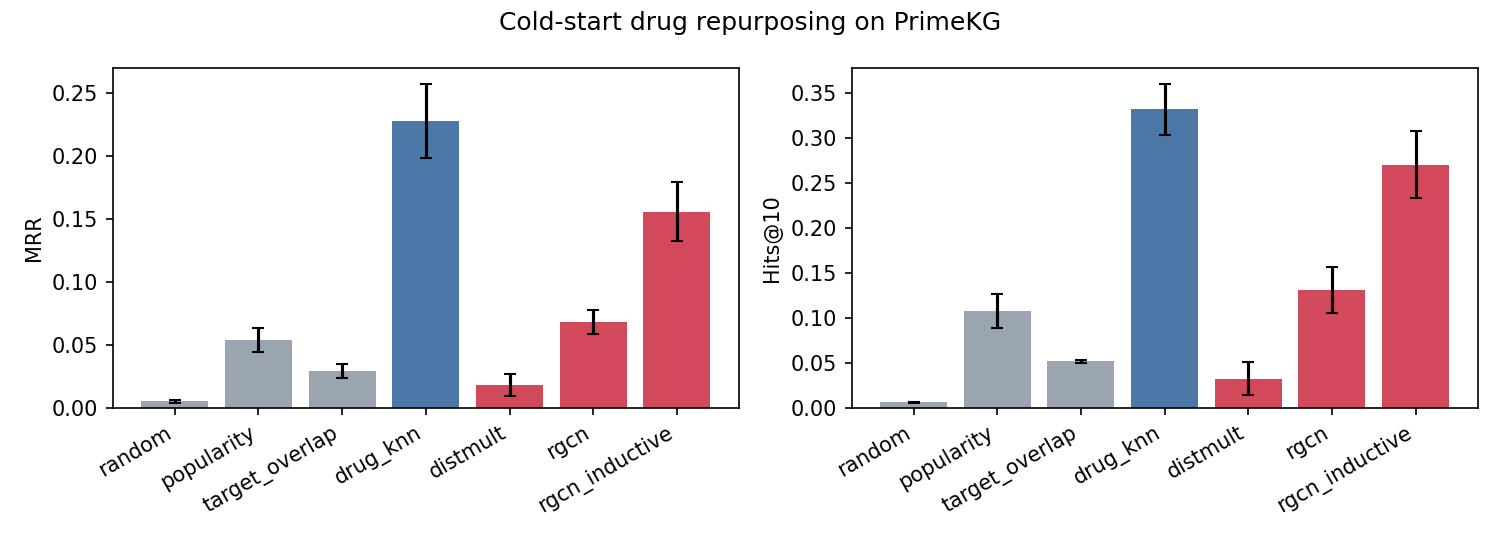 Cold-start drug repurposing on PrimeKG
MRR
0.25
0.20
0.15
0.10
0.05
0.00
random
popularity
target_overlap
drug_knn
distmult
rgcn
rgcn_inductive
Hits@10
0.35
0.30
0.25
0.20
0.15
0.10
0.05
0.00
random
popularity
target_overlap
drug_knn
distmult
rgcn
rgcn_inductive